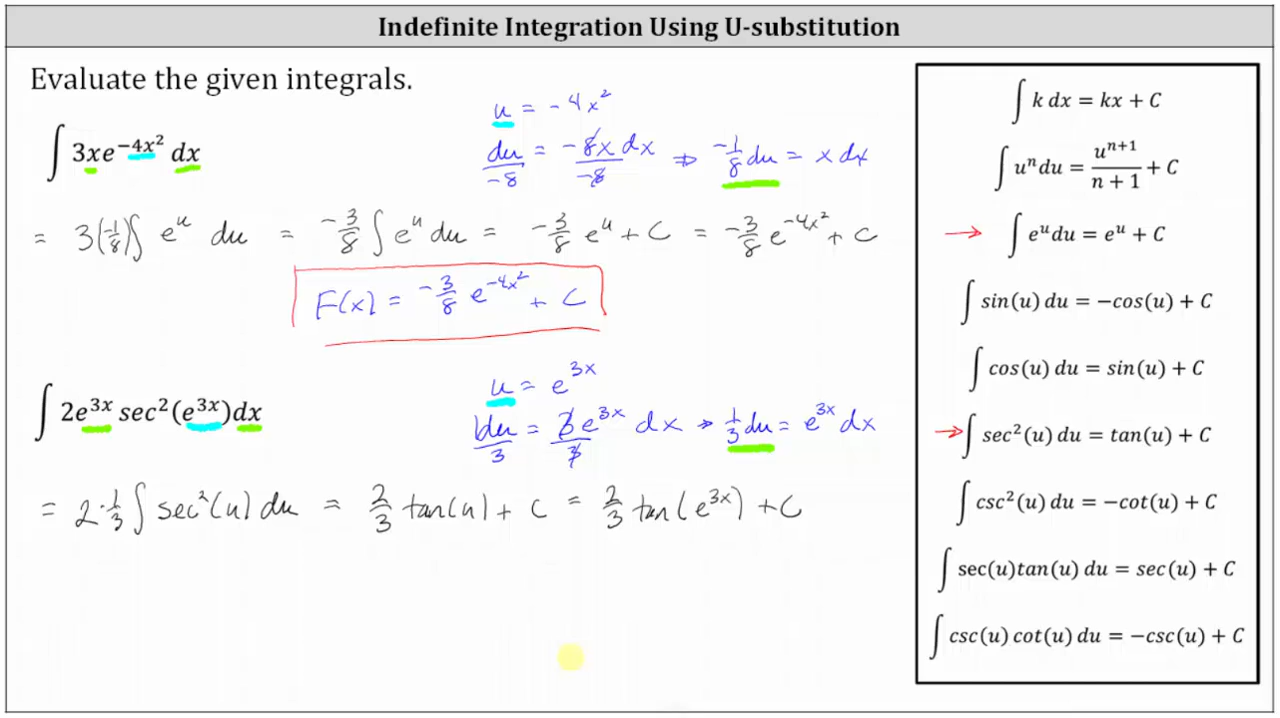 Indefinite Integration Using U-substitution
Evaluate the given integrals.
∫ 3xe^{−4x²} dx
u = −4x²
du/−8 = −8x dx/−8 ⇒ −1/8 du = x dx
= 3(−1/8)∫ e^u du = −3/8 ∫ e^u du = −3/8 e^u + C = −3/8 e^{−4x²} + C
F(x) = −3/8 e^{−4x²} + C
∫ 2e^{3x} sec²(e^{3x})dx
u = e^{3x}
1du/3 = 3e^{3x} dx/3 → 1/3 du = e^{3x} dx
= 2·1/3 ∫ sec²(u) du = 2/3 tan(u) + C = 2/3 tan(e^{3x}) + C
∫ k dx = kx + C
∫ u^n du = u^{n+1}/n + 1 + C
→ ∫ e^u du = e^u + C
∫ sin(u) du = −cos(u) + C
∫ cos(u) du = sin(u) + C
→ ∫ sec²(u) du = tan(u) + C
∫ csc²(u) du = −cot(u) + C
∫ sec(u)tan(u) du = sec(u) + C
∫ csc(u) cot(u) du = −csc(u) + C